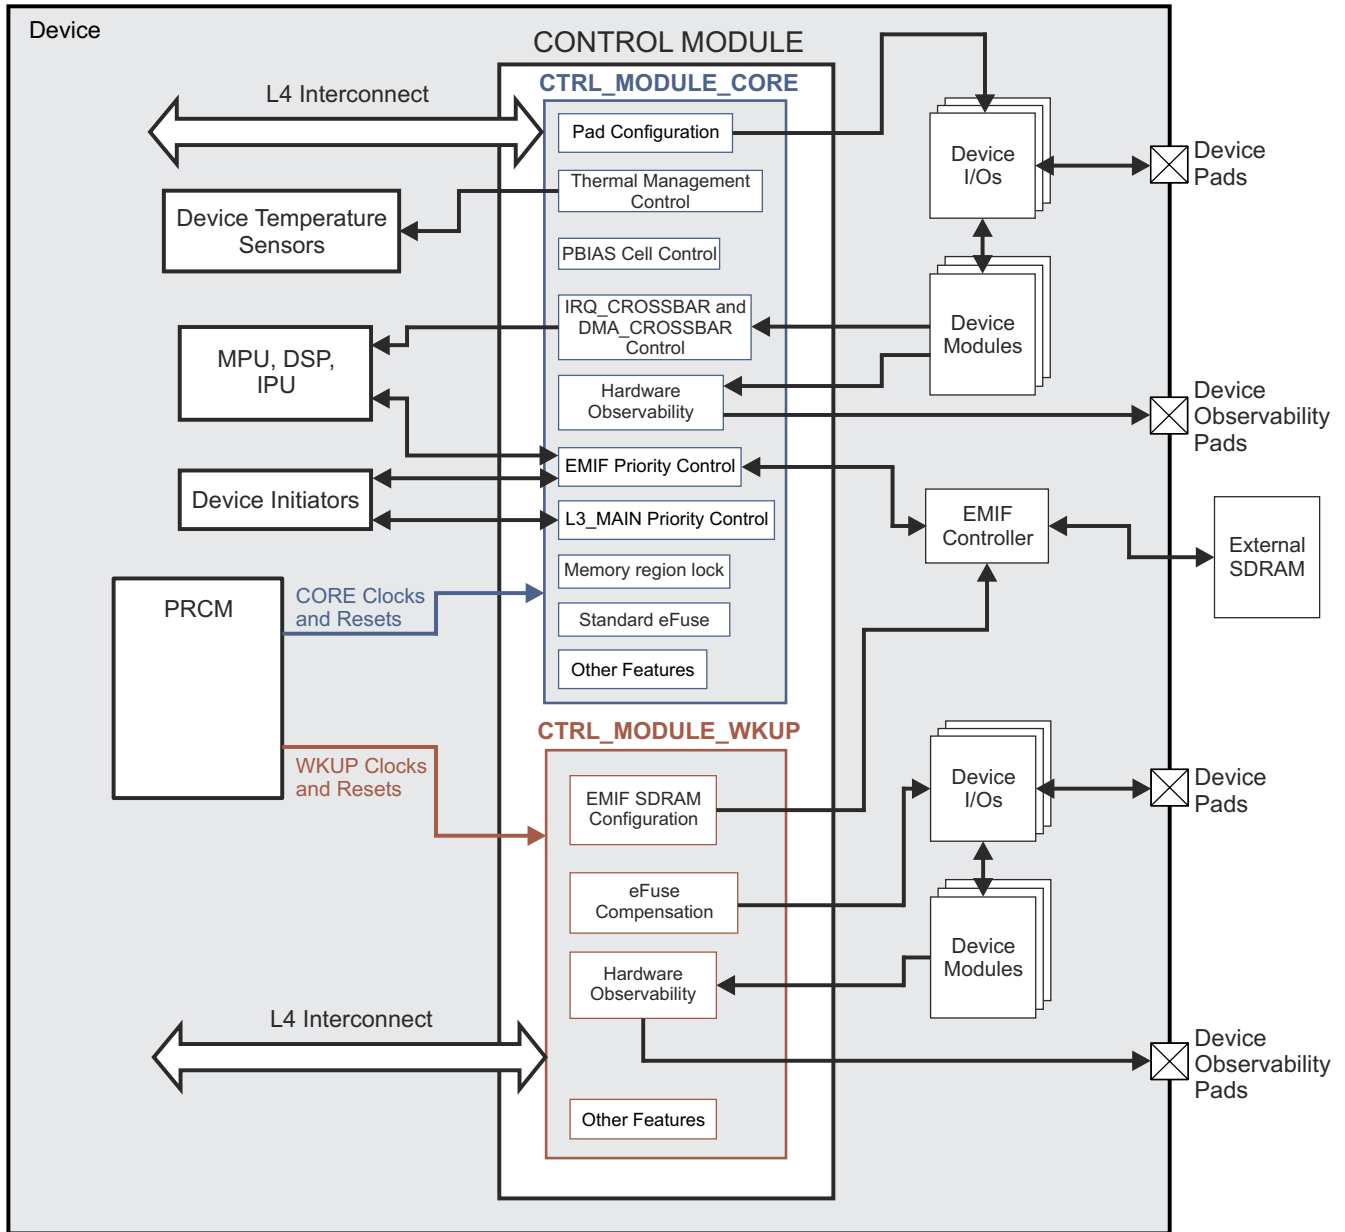 Device
CONTROL MODULE
CTRL_MODULE_CORE
L4 Interconnect
Pad Configuration
Device
I/Os
Device
Pads
Thermal Management
Control
Device Temperature
Sensors
PBIAS Cell Control
IRQ_CROSSBAR and
DMA_CROSSBAR
Control
Device
Modules
MPU, DSP,
IPU
Hardware
Observability
Device
Observability
Pads
EMIF Priority Control
Device Initiators
L3_MAIN Priority Control
EMIF
Controller
External
SDRAM
Memory region lock
PRCM
CORE Clocks
and Resets
Standard eFuse
Other Features
CTRL_MODULE_WKUP
WKUP Clocks
and Resets
EMIF SDRAM
Configuration
Device
I/Os
Device
Pads
eFuse
Compensation
Device
Modules
Hardware
Observability
L4 Interconnect
Device
Observability
Pads
Other Features